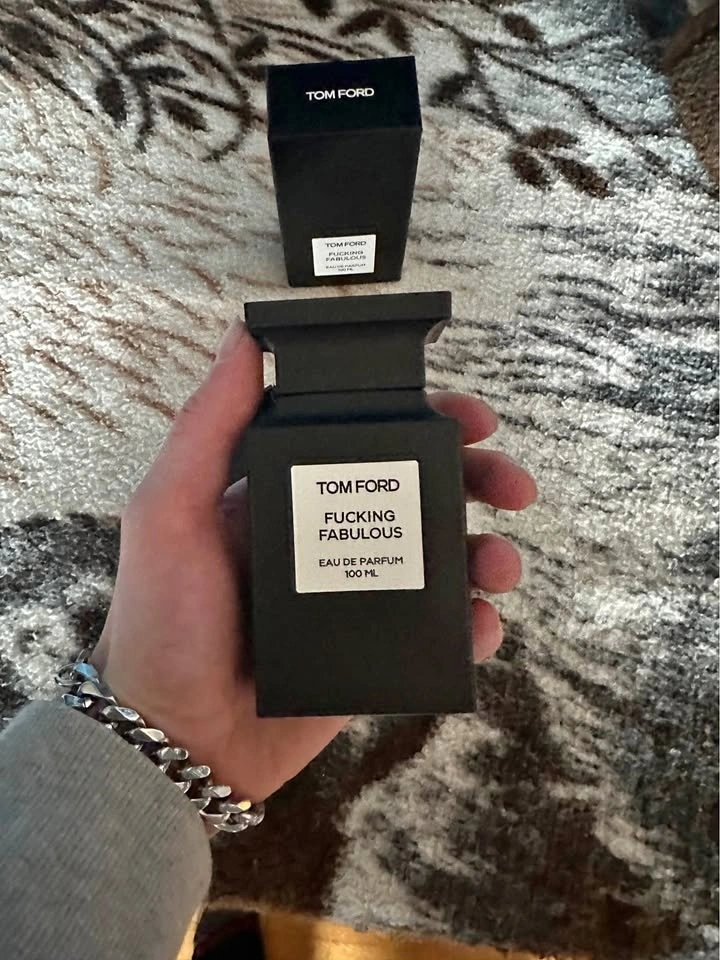 TOM FORD
TOM FORD
FUCKING
FABULOUS
EAU DE PARFUM
100 ML
TOM FORD
FUCKING
FABULOUS
EAU DE PARFUM
100 ML